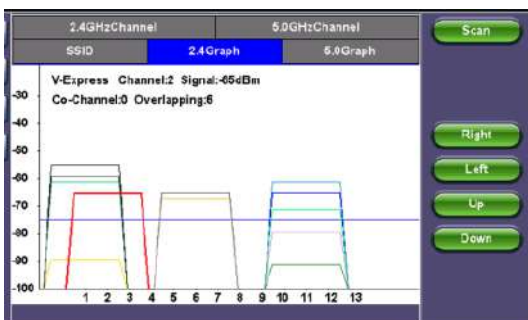 2.4GHzChannel 5.0GHzChannel
SSID 2.4Graph 5.0Graph
V-Express Channel:2 Signal:-65dBm
Co-Channel:0 Overlapping:6
-30
-40
-50
-60
-70
-80
-90
-100
1 2 3 4 5 6 7 8 9 10 11 12 13
Scan
Right
Left
Up
Down